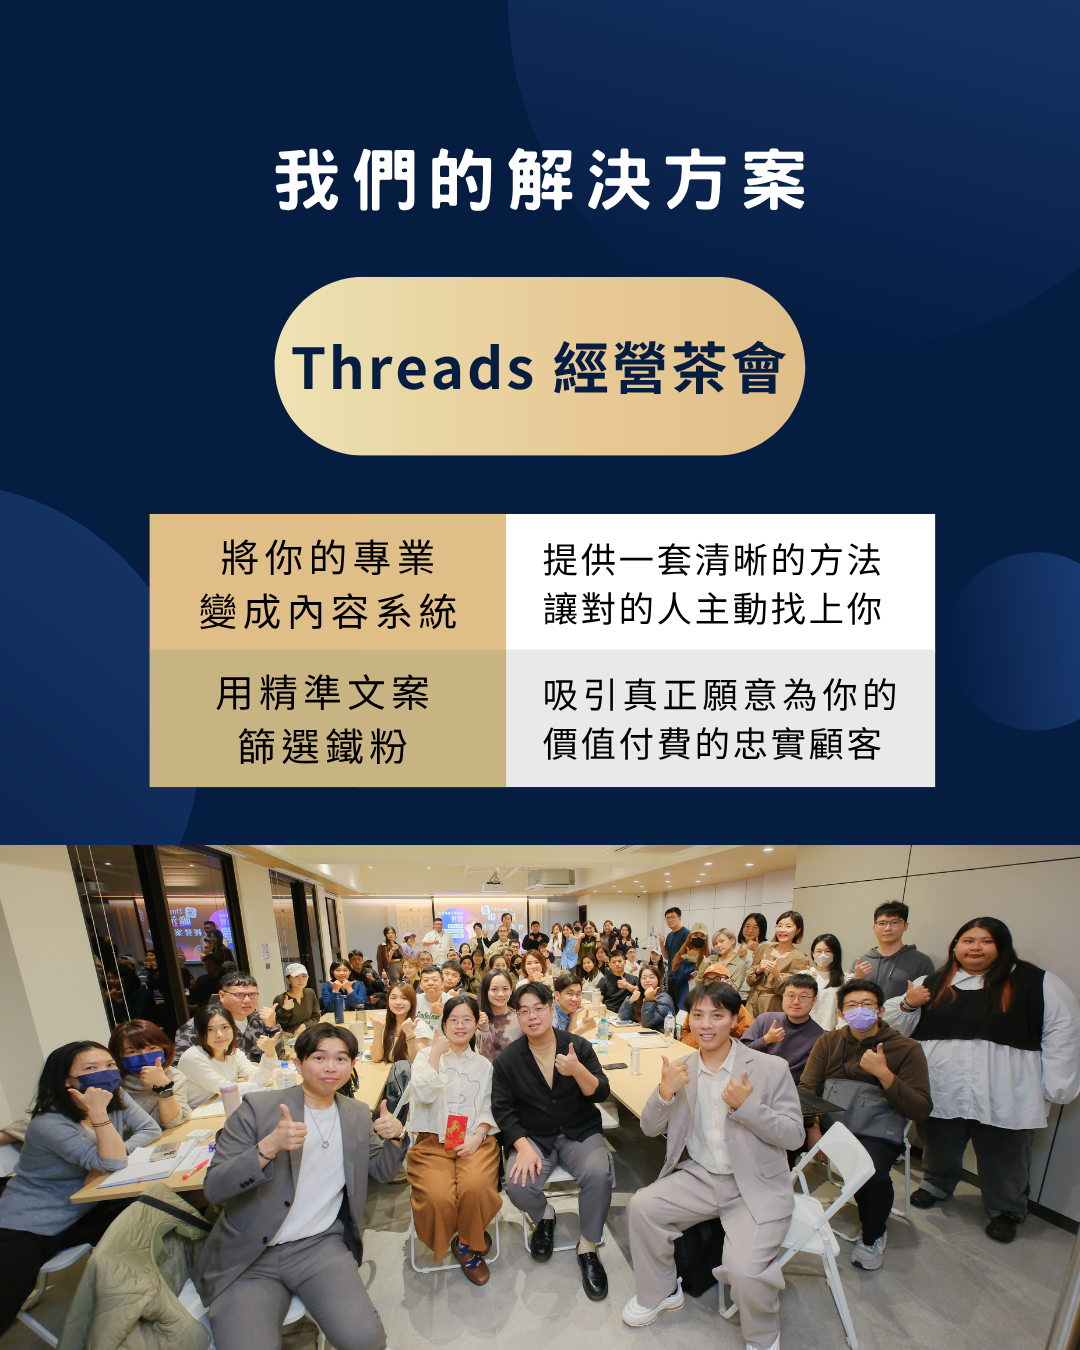 我們的解決方案
Threads 經營茶會
將你的專業
變成內容系統
提供一套清晰的方法
讓對的人主動找上你
用精準文案
篩選鐵粉
吸引真正願意為你的
價值付費的忠實顧客